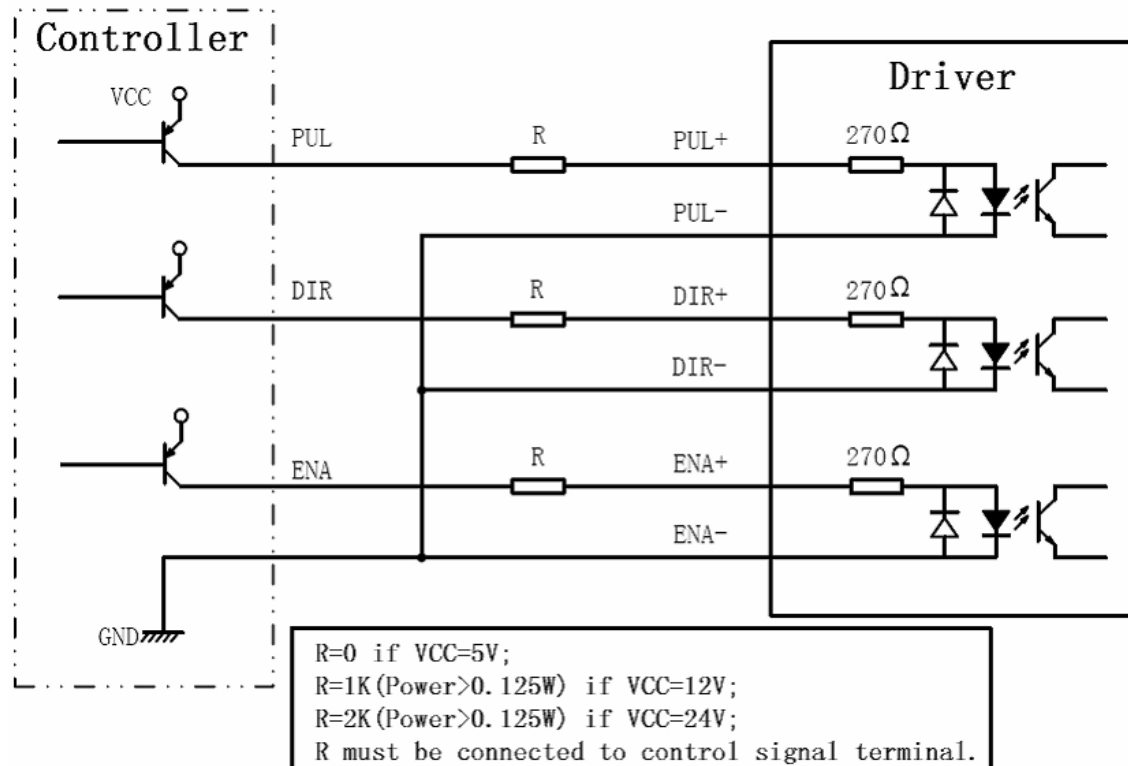 Controller
Driver
VCC
PUL
R
PUL+
270Ω
PUL-
DIR
R
DIR+
270Ω
DIR-
ENA
R
ENA+
270Ω
ENA-
GND
R=0 if VCC=5V;
R=1K(Power>0.125W) if VCC=12V;
R=2K(Power>0.125W) if VCC=24V;
R must be connected to control signal terminal.